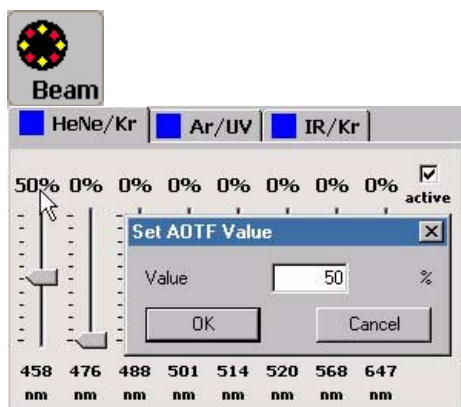 Beam
HeNe/Kr Ar/UV IR/Kr
50% 0% 0% 0% 0% 0% 0% 0% active
Set AOTF Value
Value 50 %
OK Cancel
458 476 488 501 514 520 568 647
nm nm nm nm nm nm nm nm